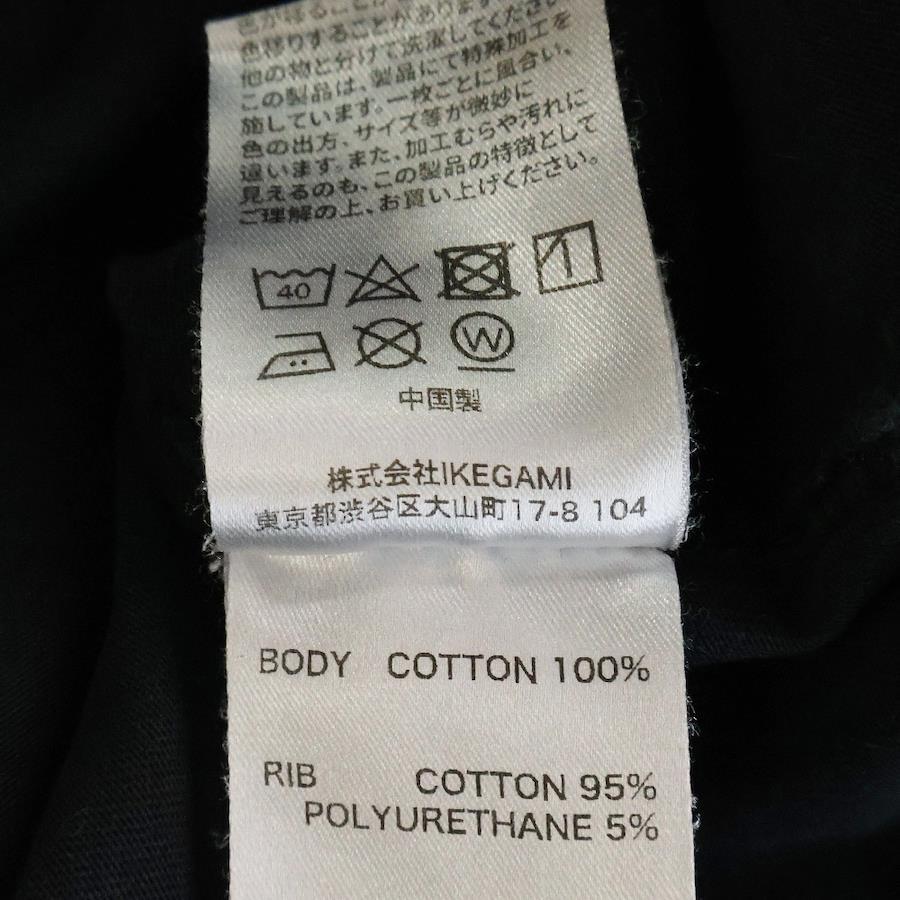 色が移ることが
色移りすることがあります
他の物と分けて洗濯してください
この製品は、製品にて特殊加工を
施しています。一枚ごとに風合い、
色の出方、サイズ等が微妙に
違います。また、加工むらや汚れに
見えるのも、この製品の特徴として
ご理解の上、お買い上げください。
40
W
中国製
株式会社IKEGAMI
東京都渋谷区大山町17-8 104
BODY COTTON 100%
RIB COTTON 95%
POLYURETHANE 5%